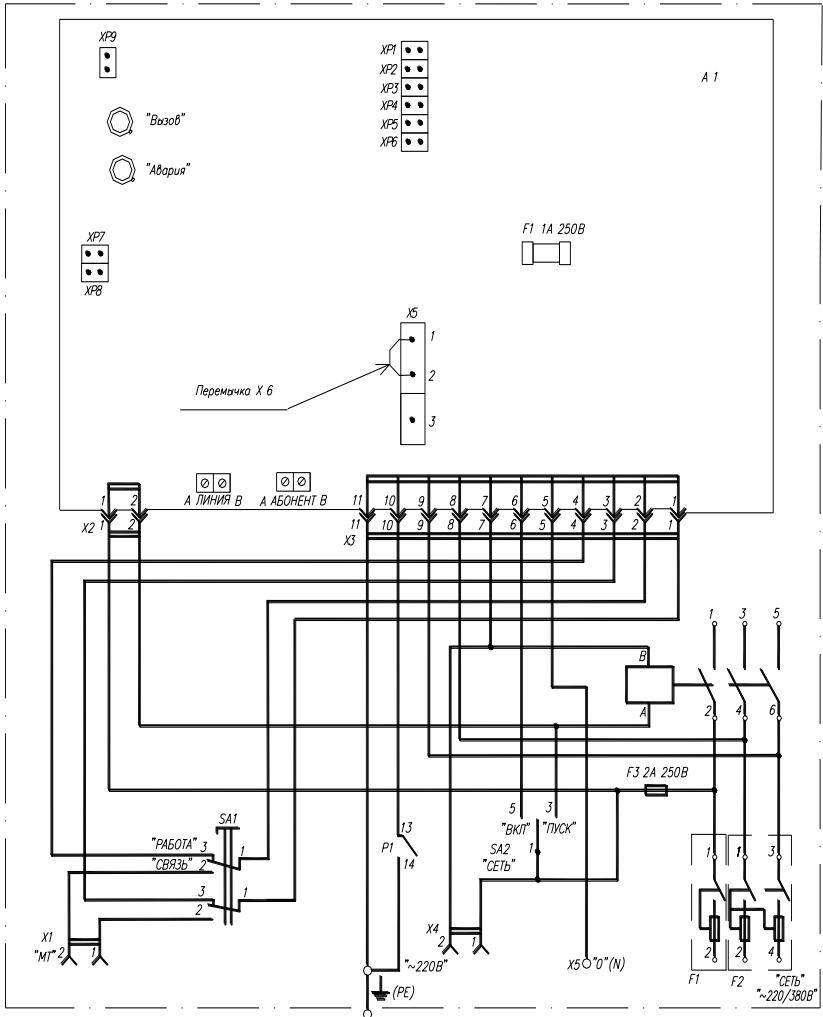 XP9
XP1
XP2
XP3
XP4
XP5
XP6
A 1
"Вызов"
"Авария"
F1 1A 250В
XP7
XP8
X5
1
2
3
Перемычка X 6
1 2
А ЛИНИЯ В
А АБОНЕНТ В
11 10 9 8 7 6 5 4 3 2 1
X2 1 2
X3
11 10 9 8 7 6 5 4 3 2 1
1 3 5
В
А
2 4 6
F3 2A 250В
SA1
5 3
"ВКЛ" "ПУСК"
"РАБОТА" 3 1
"СВЯЗЬ" 2
13
P1
14
SA2 1
"СЕТЬ"
1 1 3
3 1
2
X1
"МТ" 2 1
X4
2 1
2 2 4
"~220В"
X5 "0"(N)
F1 F2
"СЕТЬ"
"~220/380В"
(PE)